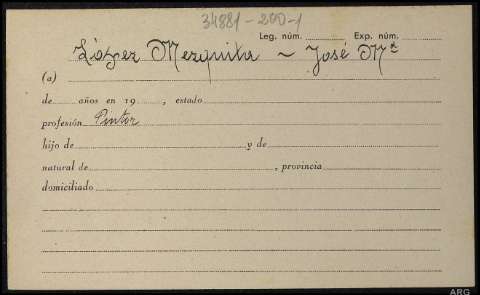 34881-200-1
Leg. núm. Exp. núm.
López Mezquita ~ José Mª
(a)
de años en 19 , estado
profesión Pintor
hijo de y de
natural de , provincia
domiciliado
ARG